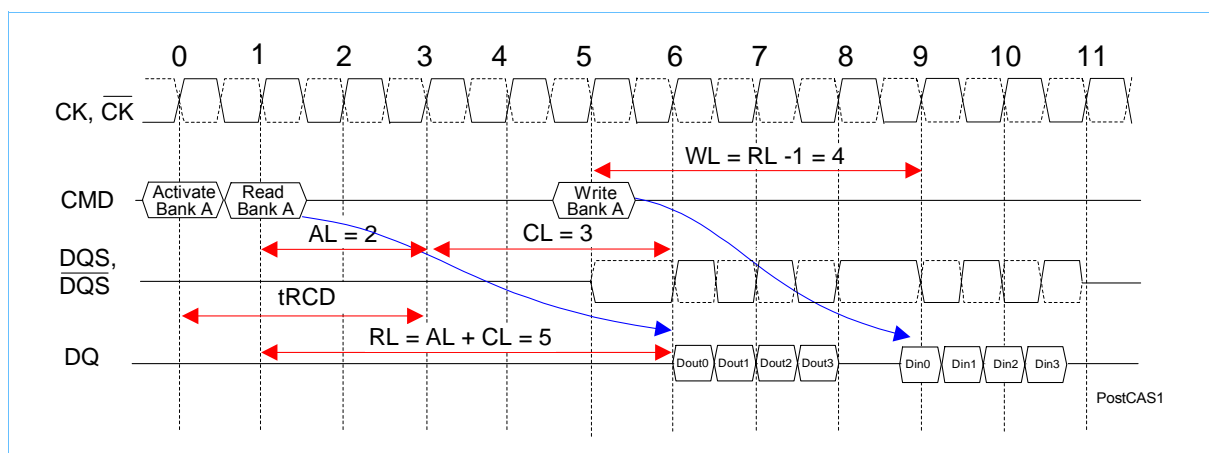 0 1 2 3 4 5 6 7 8 9 10 11
CK, CK
WL = RL -1 = 4
CMD
Activate
Bank A
Read
Bank A
Write
Bank A
AL = 2
CL = 3
DQS,
DQS
tRCD
RL = AL + CL = 5
DQ
Dout0 Dout1 Dout2 Dout3
Din0 Din1 Din2 Din3
PostCAS1